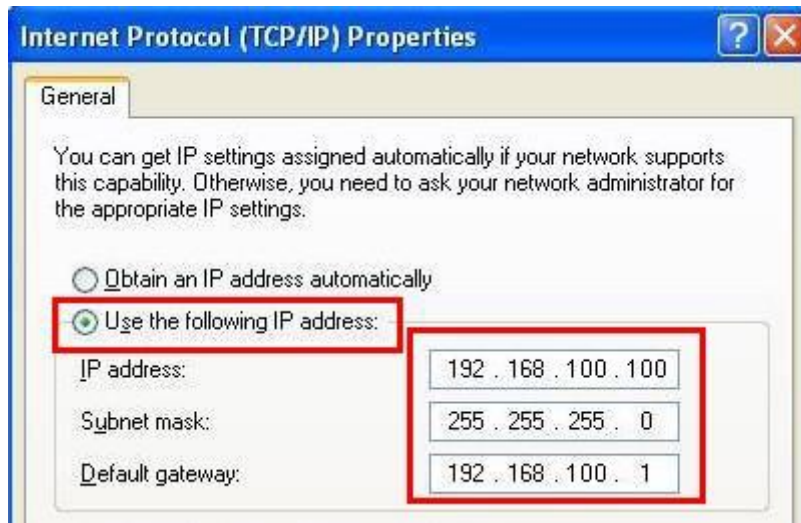 Internet Protocol (TCP/IP) Properties
General
You can get IP settings assigned automatically if your network supports
this capability. Otherwise, you need to ask your network administrator for
the appropriate IP settings.
Obtain an IP address automatically
Use the following IP address:
IP address: 192 . 168 . 100 . 100
Subnet mask: 255 . 255 . 255 . 0
Default gateway: 192 . 168 . 100 . 1